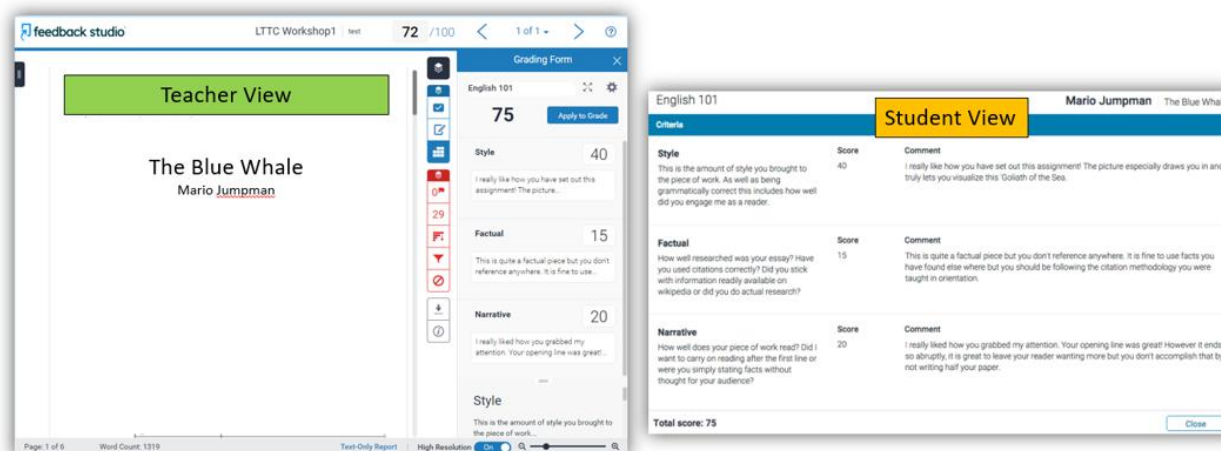 feedback studio
LTTC Workshop1
test
72 /100
1 of 1
Teacher View
The Blue Whale
Mario Jumpman
0
29
Grading Form
English 101
75
Apply to Grade
Style
40
I really like how you have set out this
assignment! The picture...
Factual
15
This is quite a factual piece but you don't
reference anywhere. It is fine to use...
Narrative
20
I really liked how you grabbed my
attention. Your opening line was great!...
Style
This is the amount of style you brought to
the piece of work...
Page: 1 of 6
Word Count: 1319
Text-Only Report
High Resolution
On
English 101
Student View
Mario Jumpman
The Blue Whal
Criteria
Style
This is the amount of style you brought to
the piece of work. As well as being
grammatically correct this includes how well
did you engage me as a reader.
Score
40
Comment
I really like how you have set out this assignment! The picture especially draws you in and
truly lets you visualize this 'Goliath of the Sea.
Factual
How well researched was your essay? Have
you used citations correctly? Did you stick
with information readily available on
wikipedia or did you do actual research?
Score
15
Comment
This is quite a factual piece but you don't reference anywhere. It is fine to use facts you
have found else where but you should be following the citation methodology you were
taught in orientation.
Narrative
How well does your piece of work read? Did I
want to carry on reading after the first line or
were you simply stating facts without
thought for your audience?
Score
20
Comment
I really liked how you grabbed my attention. Your opening line was great! However it ends
so abruptly, it is great to leave your reader wanting more but you don't accomplish that by
not writing half your paper.
Total score: 75
Close